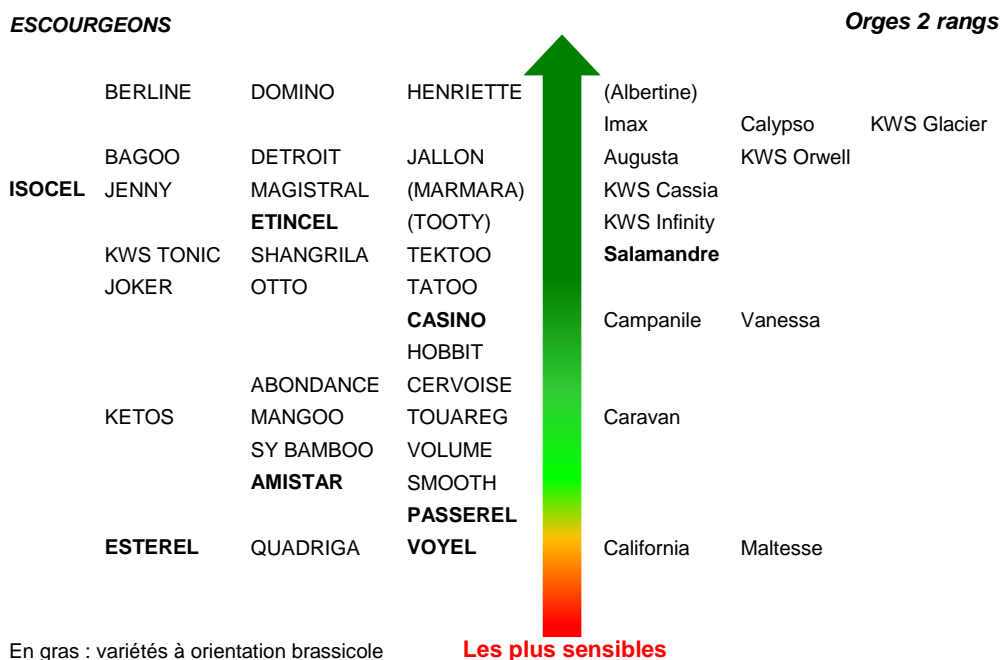 ESCOURGEONS Orges 2 rangs
BERLINE DOMINO HENRIETTE (Albertine)
Imax Calypso KWS Glacier
BAGOO DETROIT JALLON Augusta KWS Orwell
ISOCEL JENNY MAGISTRAL (MARMARA) KWS Cassia
ETINCEL (TOOTY) KWS Infinity
KWS TONIC SHANGRILA TEKTOO Salamandre
JOKER OTTO TATOO
CASINO Campanile Vanessa
HOBBIT
ABONDANCE CERVOISE
KETOS MANGOO TOUAREG Caravan
SY BAMBOO VOLUME
AMISTAR SMOOTH
PASSEREL
ESTEREL QUADRIGA VOYEL California Maltesse
En gras : variétés à orientation brassicole Les plus sensibles